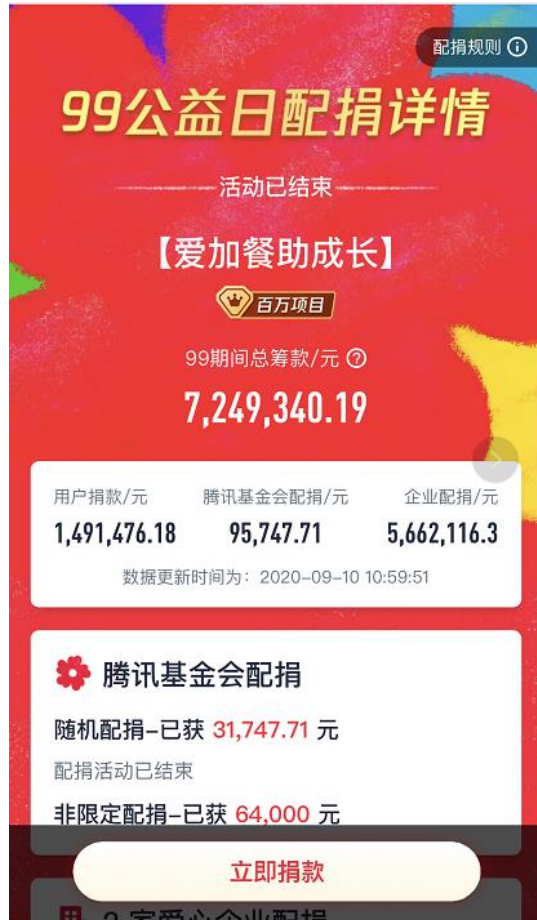 配捐规则
99公益日配捐详情
活动已结束
【爱加餐助成长】
百万项目
99期间总筹款/元
7,249,340.19
用户捐款/元 腾讯基金会配捐/元 企业配捐/元
1,491,476.18 95,747.71 5,662,116.3
数据更新时间为：2020-09-10 10:59:51
腾讯基金会配捐
随机配捐-已获 31,747.71 元
配捐活动已结束
非限定配捐-已获 64,000 元
立即捐款